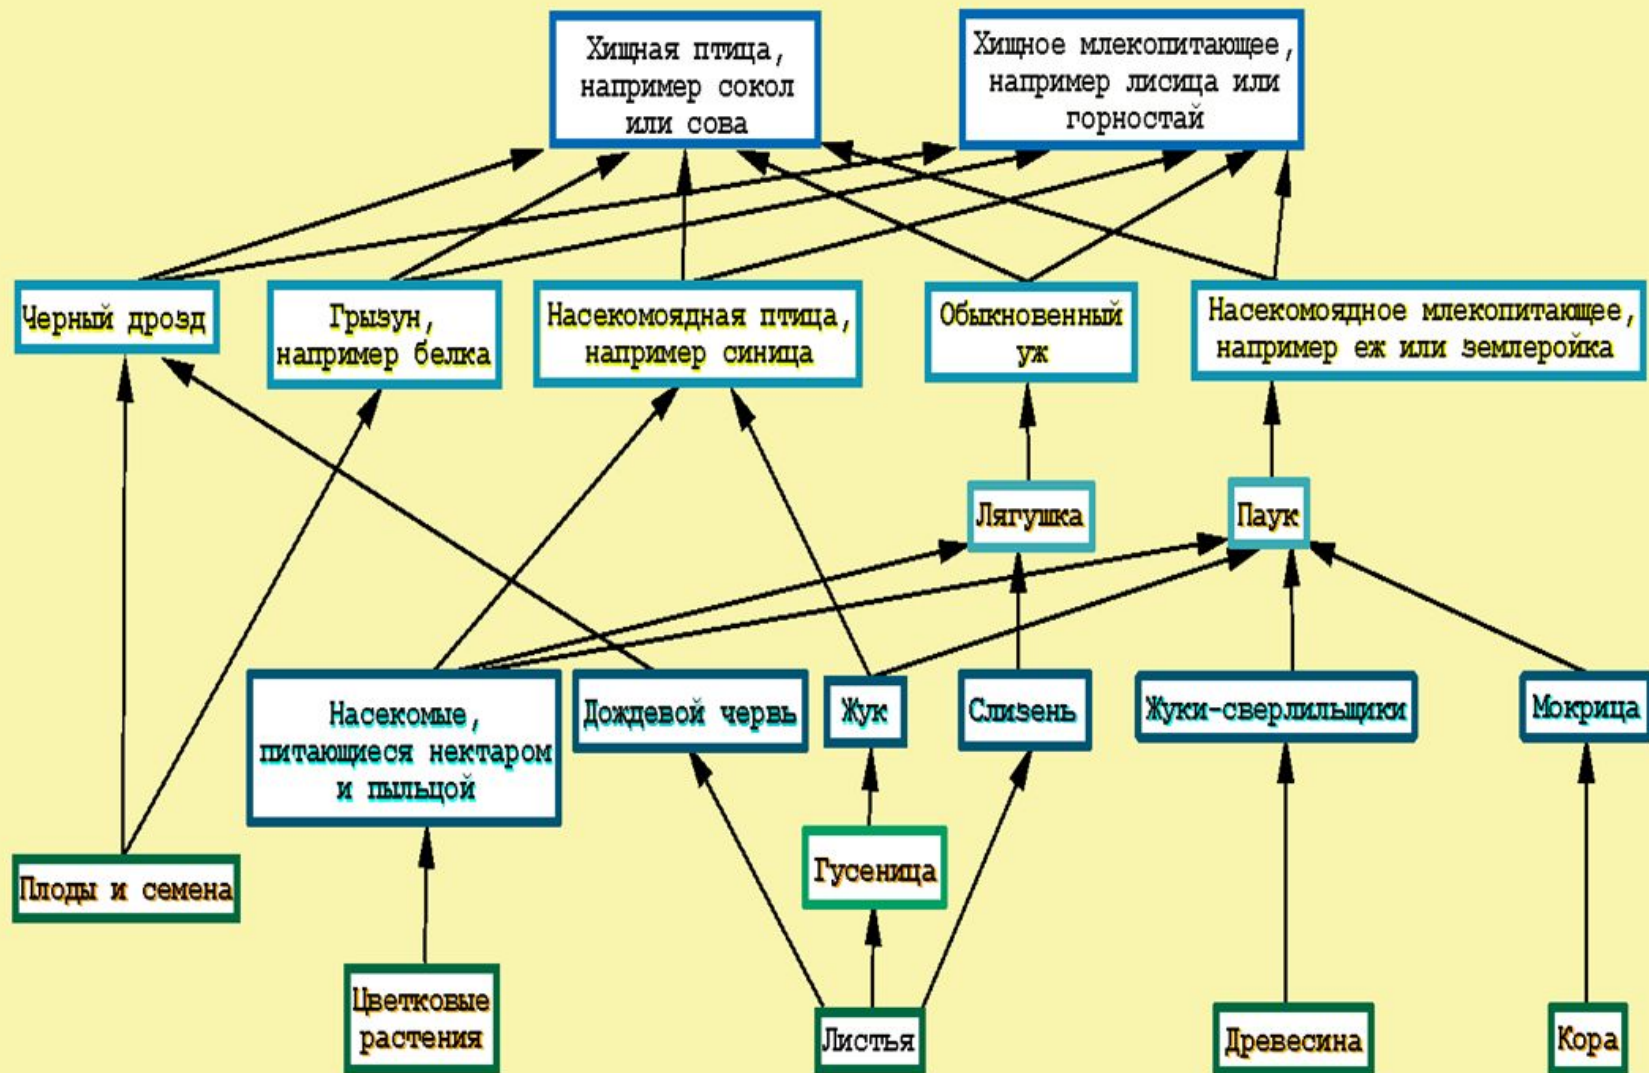 Хищная птица,
например сокол
или сова
Хищное млекопитающее,
например лисица или
горностай
Черный дрозд
Грызун,
например белка
Насекомоядная птица,
например синица
Обыкновенный
уж
Насекомоядное млекопитающее,
например еж или землеройка
Лягушка
Паук
Насекомые,
питающиеся нектаром
и пыльцой
Дождевой червь
Жук
Слизень
Жуки-сверлильщики
Мокрица
Плоды и семена
Гусеница
Цветковые
растения
Листья
Древесина
Кора